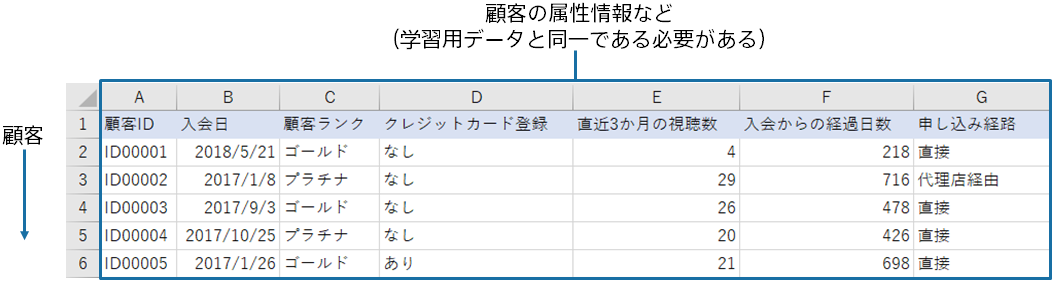 顧客の属性情報など
（学習用データと同一である必要がある）
顧客
A B C D E F G
1 顧客ID 入会日 顧客ランク クレジットカード登録 直近3か月の視聴数 入会からの経過日数 申し込み経路
2 ID00001 2018/5/21 ゴールド なし 4 218 直接
3 ID00002 2017/1/8 プラチナ なし 29 716 代理店経由
4 ID00003 2017/9/3 ゴールド なし 26 478 直接
5 ID00004 2017/10/25 プラチナ なし 20 426 直接
6 ID00005 2017/1/26 ゴールド あり 21 698 直接